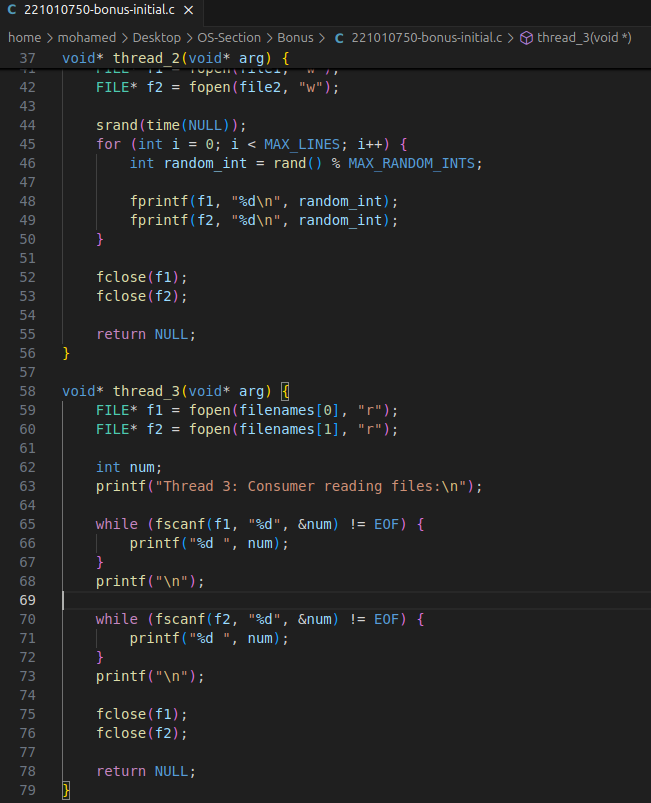 C 221010750-bonus-initial.c ×
home > mohamed > Desktop > OS-Section > Bonus > C 221010750-bonus-initial.c > thread_3(void *)
37 void* thread_2(void* arg) {
41 FILE* f1 = fopen(file1, "w");
42 FILE* f2 = fopen(file2, "w");
43
44 srand(time(NULL));
45 for (int i = 0; i < MAX_LINES; i++) {
46 int random_int = rand() % MAX_RANDOM_INTS;
47
48 fprintf(f1, "%d\n", random_int);
49 fprintf(f2, "%d\n", random_int);
50 }
51
52 fclose(f1);
53 fclose(f2);
54
55 return NULL;
56 }
57
58 void* thread_3(void* arg) {
59 FILE* f1 = fopen(filenames[0], "r");
60 FILE* f2 = fopen(filenames[1], "r");
61
62 int num;
63 printf("Thread 3: Consumer reading files:\n");
64
65 while (fscanf(f1, "%d", &num) != EOF) {
66 printf("%d ", num);
67 }
68 printf("\n");
69
70 while (fscanf(f2, "%d", &num) != EOF) {
71 printf("%d ", num);
72 }
73 printf("\n");
74
75 fclose(f1);
76 fclose(f2);
77
78 return NULL;
79 }